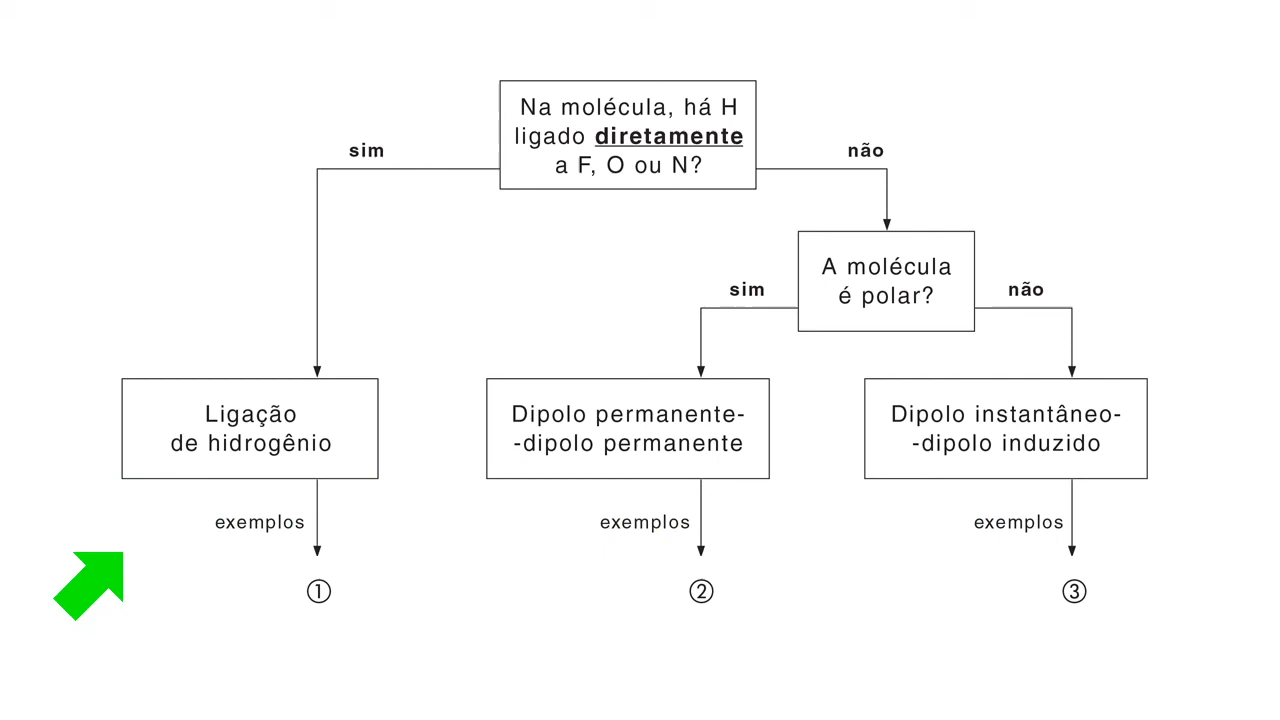 Na molécula, há H
ligado diretamente
a F, O ou N?
sim
não
A molécula
é polar?
sim
não
Ligação
de hidrogênio
Dipolo permanente-
-dipolo permanente
Dipolo instantâneo-
-dipolo induzido
exemplos
exemplos
exemplos
①
②
③